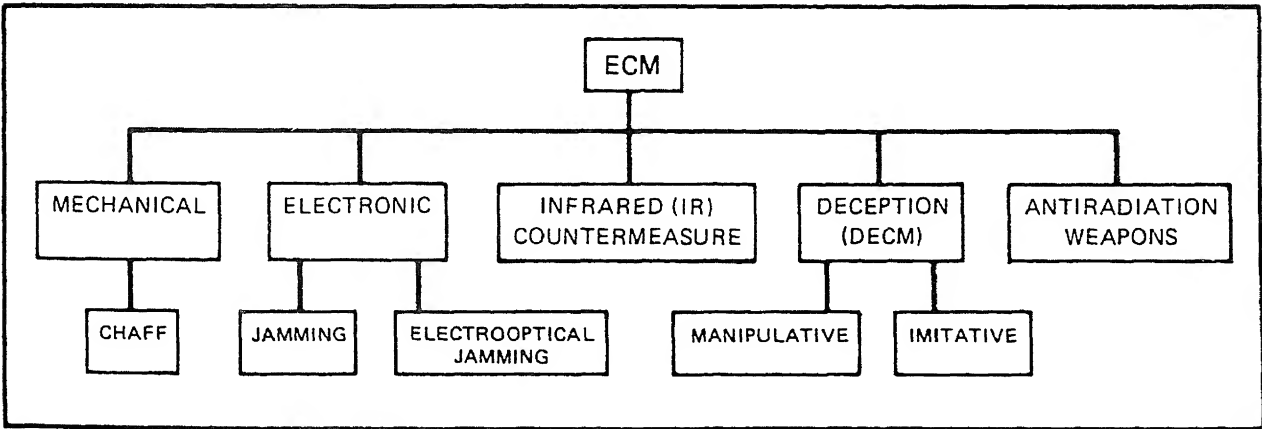 ECM
MECHANICAL
ELECTRONIC
INFRARED (IR)
COUNTERMEASURE
DECEPTION
(DECM)
ANTIRADIATION
WEAPONS
CHAFF
JAMMING
ELECTROOPTICAL
JAMMING
MANIPULATIVE
IMITATIVE